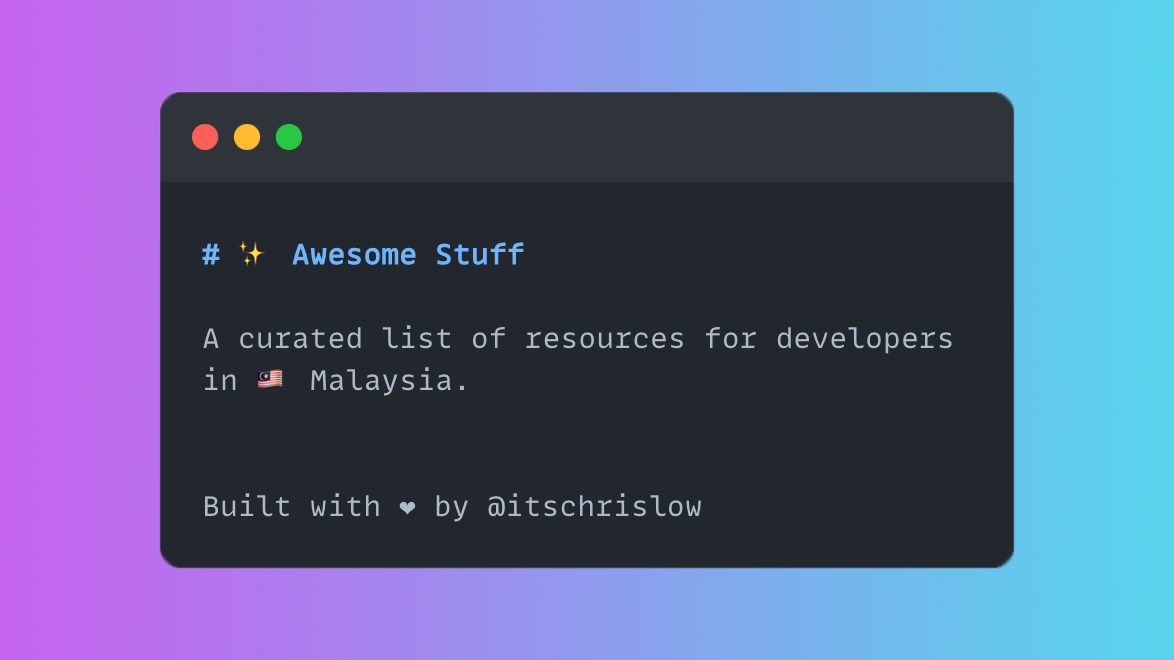 # ✨ Awesome Stuff
A curated list of resources for developers
in 🇲🇾 Malaysia.
Built with ❤ by @itschrislow